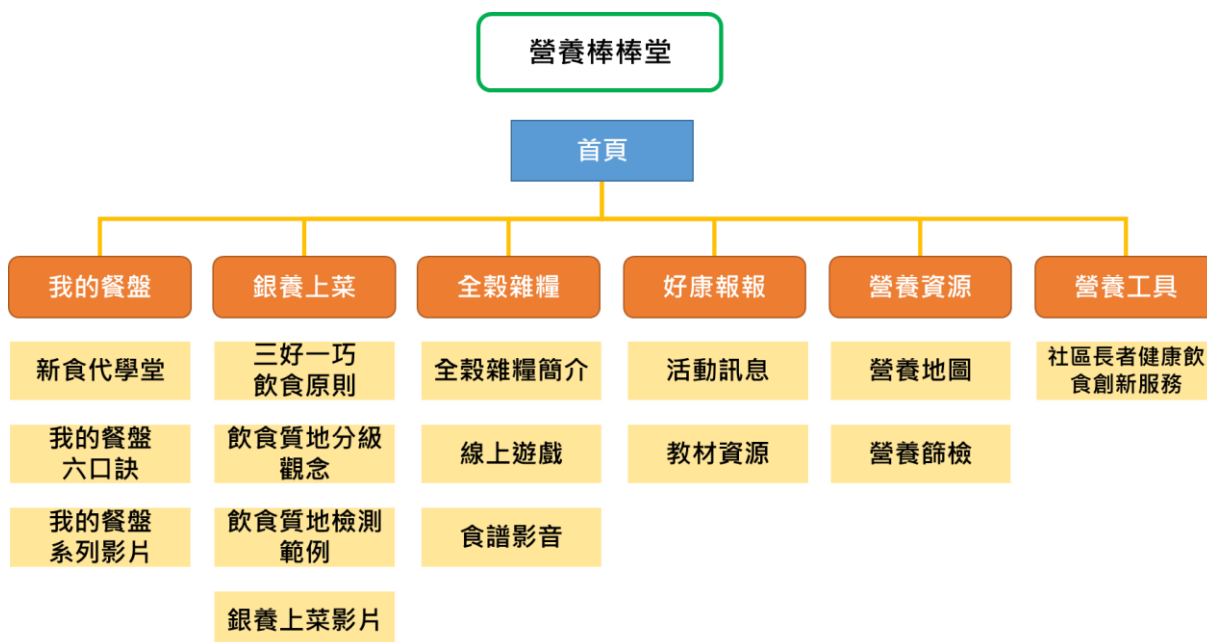 營養棒棒堂
首頁
我的餐盤
銀養上菜
全穀雜糧
好康報報
營養資源
營養工具
新食代學堂
三好一巧
飲食原則
全穀雜糧簡介
活動訊息
營養地圖
社區長者健康飲
食創新服務
我的餐盤
六口訣
飲食質地分級
觀念
線上遊戲
教材資源
營養篩檢
我的餐盤
系列影片
飲食質地檢測
範例
食譜影音
銀養上菜影片